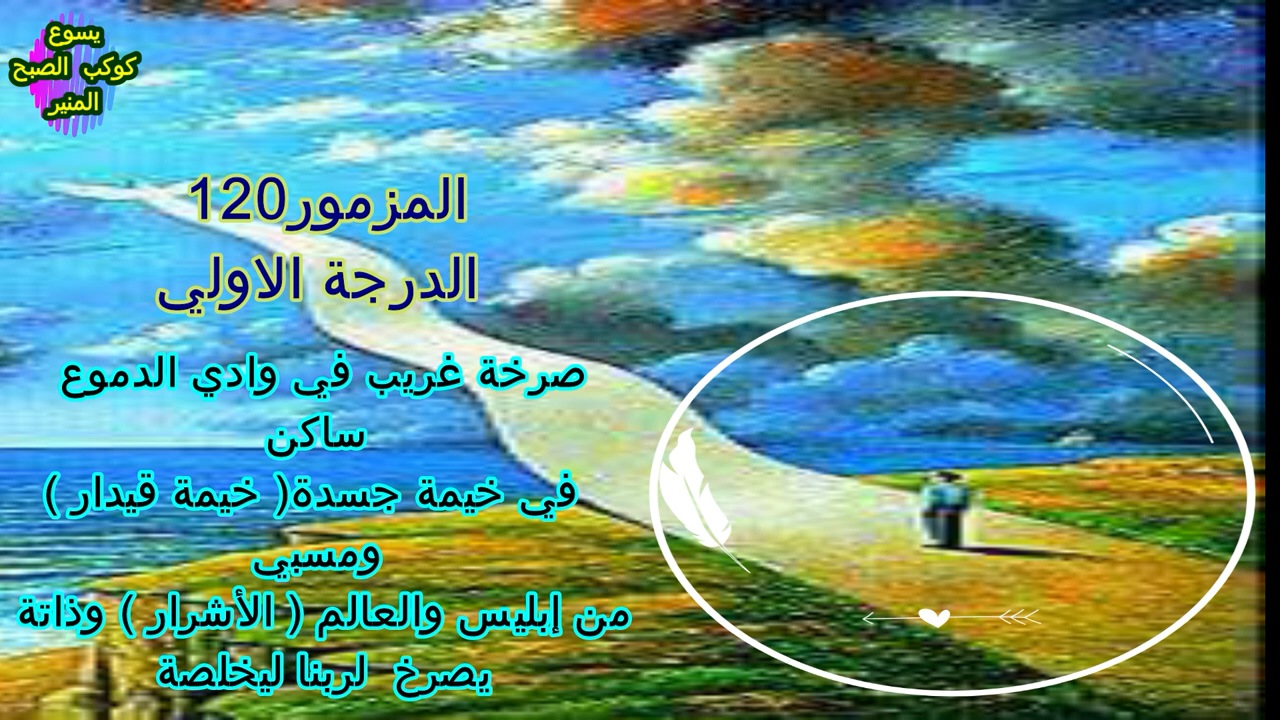 يسوع
كوكب الصبح
المنير
المزمور120
الدرجة الاولي
صرخة غريب في وادي الدموع
ساكن
في خيمة جسدة( خيمة قيدار )
ومسبي
من إبليس والعالم ( الأشرار ) وذاتة
يصرخ لربنا ليخلصة